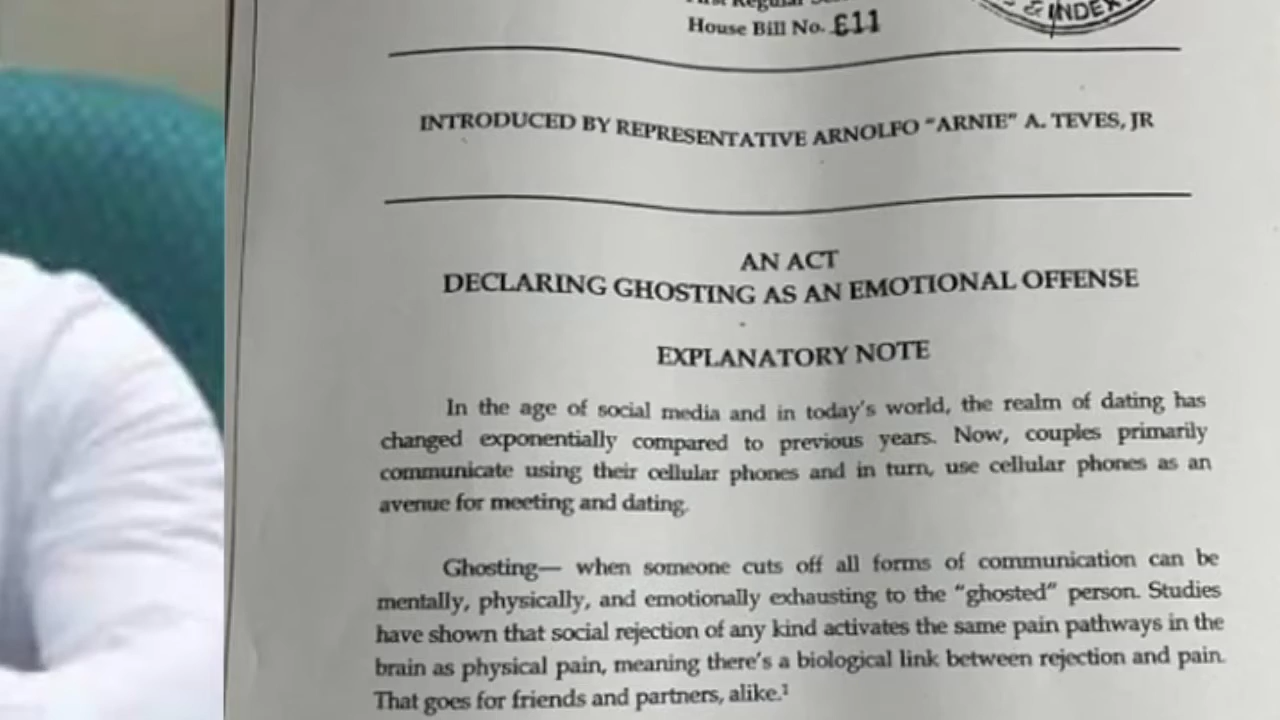 First Regular
& INDEX
House Bill No. 611
INTRODUCED BY REPRESENTATIVE ARNOLFO “ARNIE” A. TEVES, JR
AN ACT
DECLARING GHOSTING AS AN EMOTIONAL OFFENSE
EXPLANATORY NOTE
In the age of social media and in today’s world, the realm of dating has
changed exponentially compared to previous years. Now, couples primarily
communicate using their cellular phones and in turn, use cellular phones as an
avenue for meeting and dating.
Ghosting— when someone cuts off all forms of communication can be
mentally, physically, and emotionally exhausting to the “ghosted” person. Studies
have shown that social rejection of any kind activates the same pain pathways in the
brain as physical pain, meaning there’s a biological link between rejection and pain.
That goes for friends and partners, alike.¹